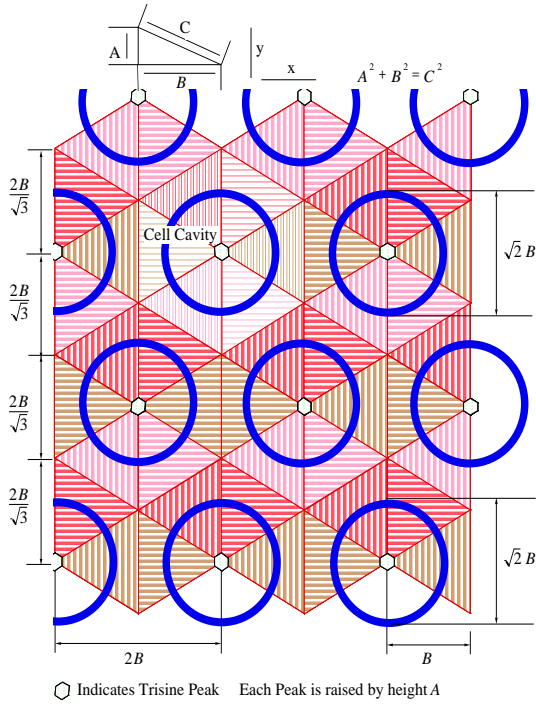 C
A
B
y
x
A² + B² = C²
2B/√3
Cell Cavity
√2 B
2B/√3
2B/√3
2B/√3
√2 B
2B
B
Indicates Trisine Peak Each Peak is raised by height A